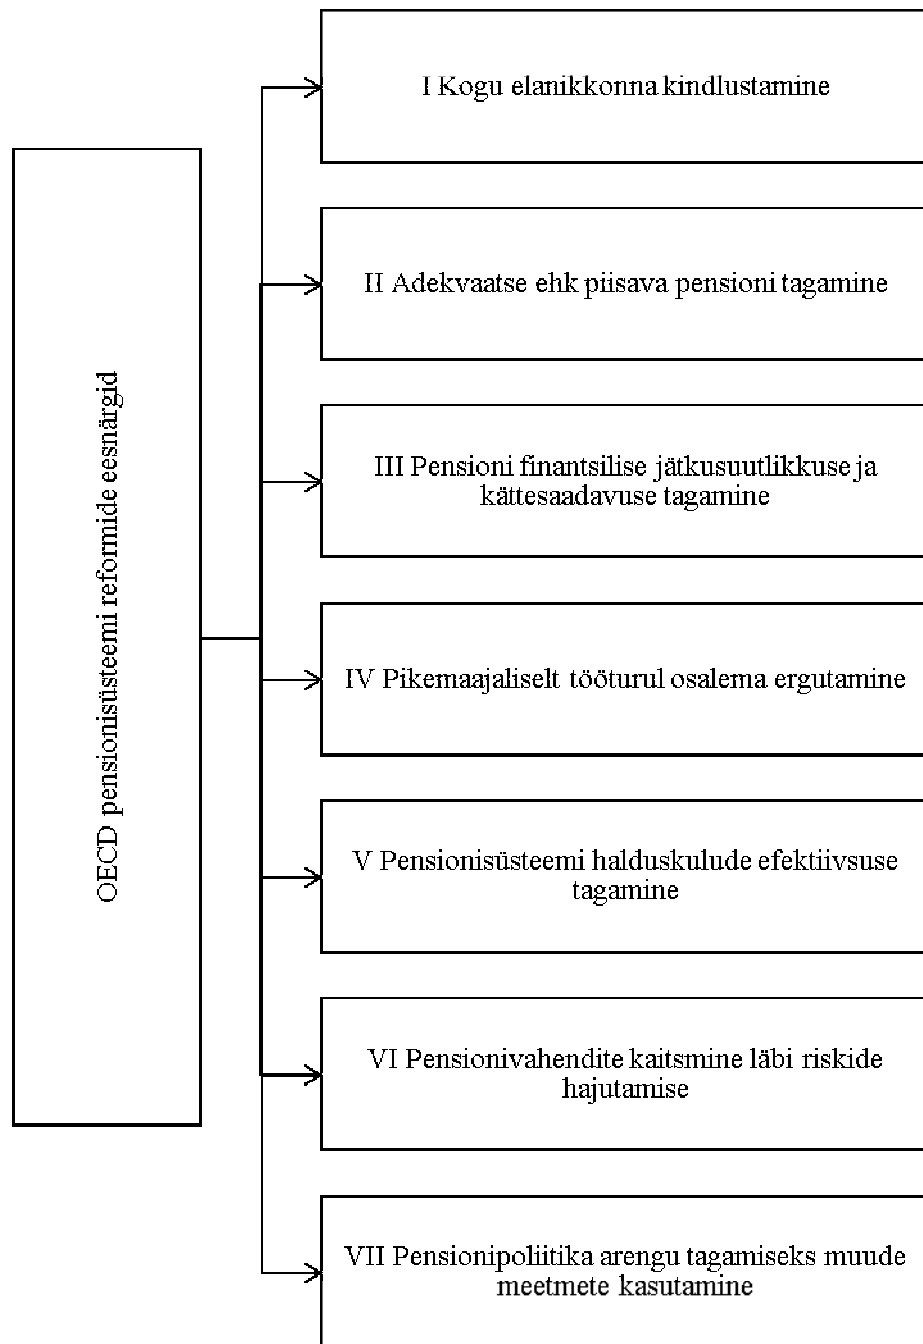 OECD pensionisüsteemi reformide eesnärgid
I Kogu elanikkonna kindlustamine
II Adekvaatse ehk piisava pensioni tagamine
III Pensioni finantsilise jätkusuutlikkuse ja
kättesaadavuse tagamine
IV Pikemaajaliselt tööturul osalema ergutamine
V Pensionisüsteemi halduskulude efektiivsuse
tagamine
VI Pensionivahendite kaitsmine läbi riskide
hajutamise
VII Pensionipoliitika arengu tagamiseks muude
meetmete kasutamine